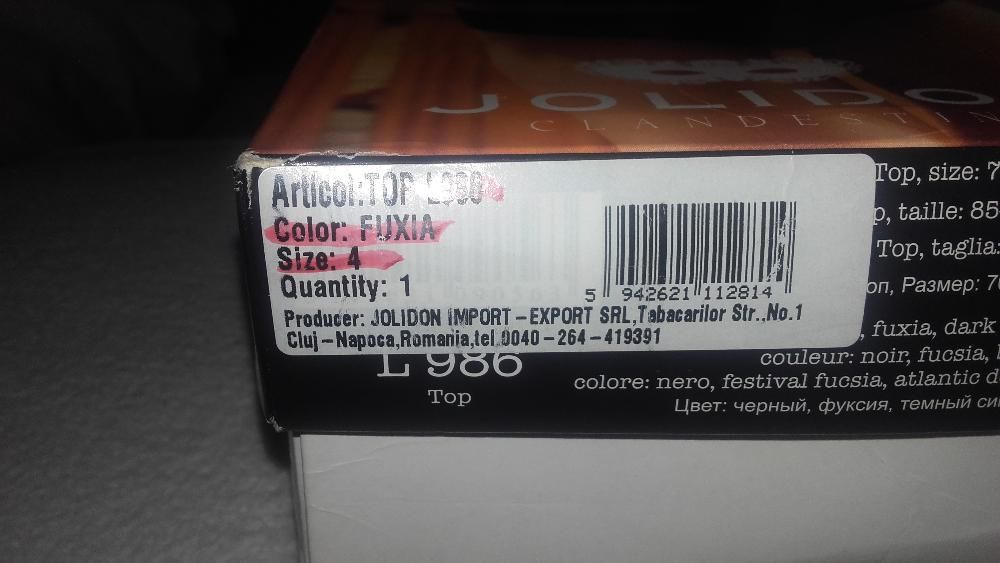 JOLIDO
CLANDESTIN
Articol:TOP
Color: FUXIA
Size: 4
Quantity: 1
5 942621 112814
Producer: JOLIDON IMPORT-EXPORT SRL,Tabacarilor Str..No.1
Cluj-Napoca,Romania,tel.0040-264-419391
L 986
Top
Top, size: 7
p, taille: 85
Top, taglia:
оп, Размер: 7
, fuxia, dark
couleur: noir, fucsia,
colore: nero, festival fucsia, atlantic d
Цвет: черный, фуксия, темный си